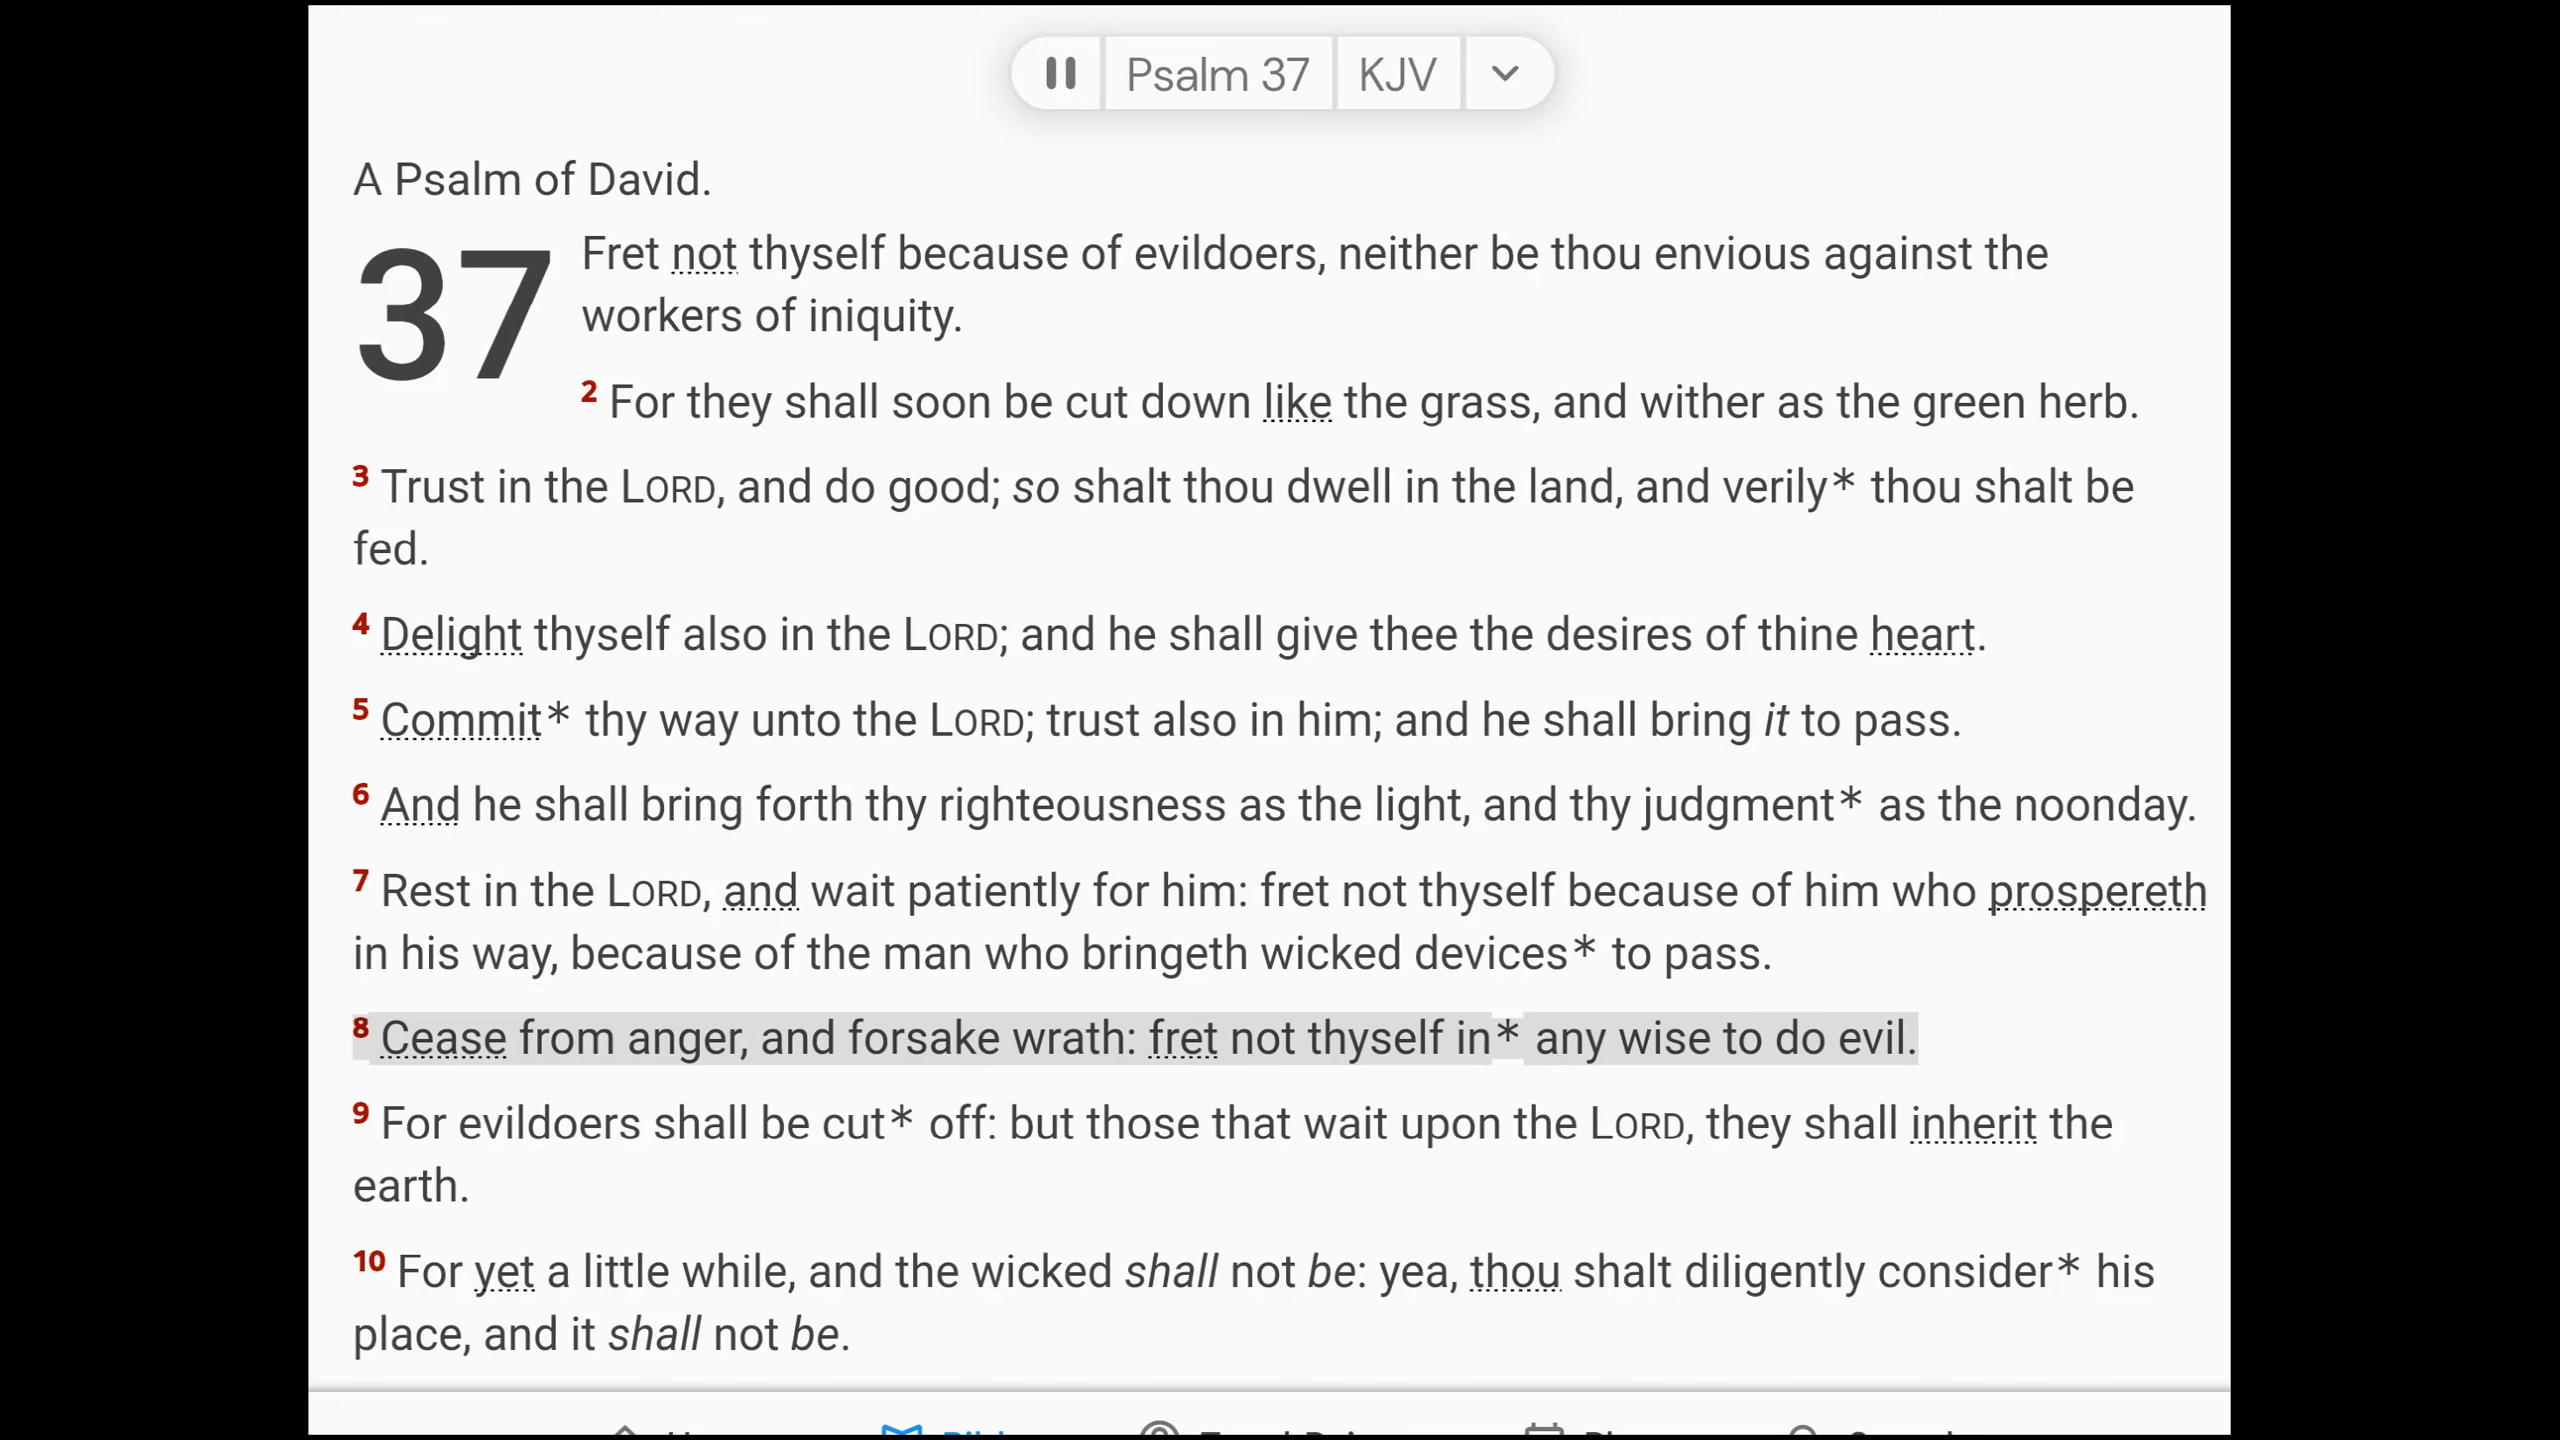 Psalm 37 KJV
A Psalm of David.
37 Fret not thyself because of evildoers, neither be thou envious against the
workers of iniquity.
2 For they shall soon be cut down like the grass, and wither as the green herb.
3 Trust in the LORD, and do good; so shalt thou dwell in the land, and verily* thou shalt be
fed.
4 Delight thyself also in the LORD; and he shall give thee the desires of thine heart.
5 Commit* thy way unto the LORD; trust also in him; and he shall bring it to pass.
6 And he shall bring forth thy righteousness as the light, and thy judgment* as the noonday.
7 Rest in the LORD, and wait patiently for him: fret not thyself because of him who prospereth
in his way, because of the man who bringeth wicked devices* to pass.
8 Cease from anger, and forsake wrath: fret not thyself in* any wise to do evil.
9 For evildoers shall be cut* off: but those that wait upon the LORD, they shall inherit the
earth.
10 For yet a little while, and the wicked shall not be: yea, thou shalt diligently consider* his
place, and it shall not be.